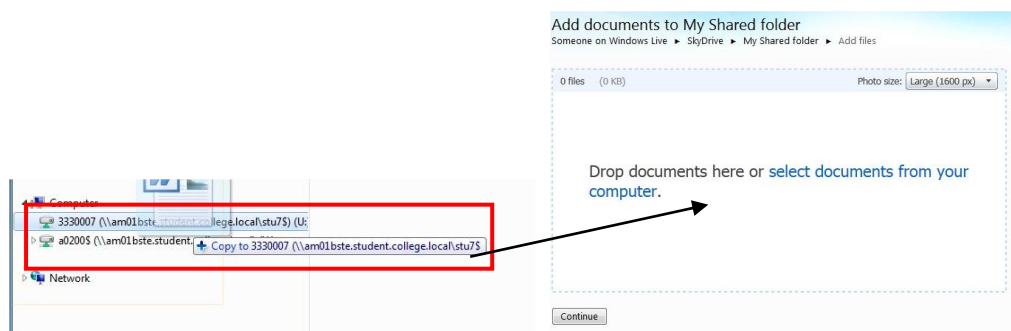 Add documents to My Shared folder
Someone on Windows Live ► SkyDrive ► My Shared folder ► Add files
0 files (0 KB) Photo size: Large (1600 px)
Drop documents here or select documents from your
computer.
Continue
Computer
3330007 (\\am01bste.student.college.local\stu7$) (U:
a0200$ (\\am01bste.student.
Copy to 3330007 (\\am01bste.student.college.local\stu7$
Network